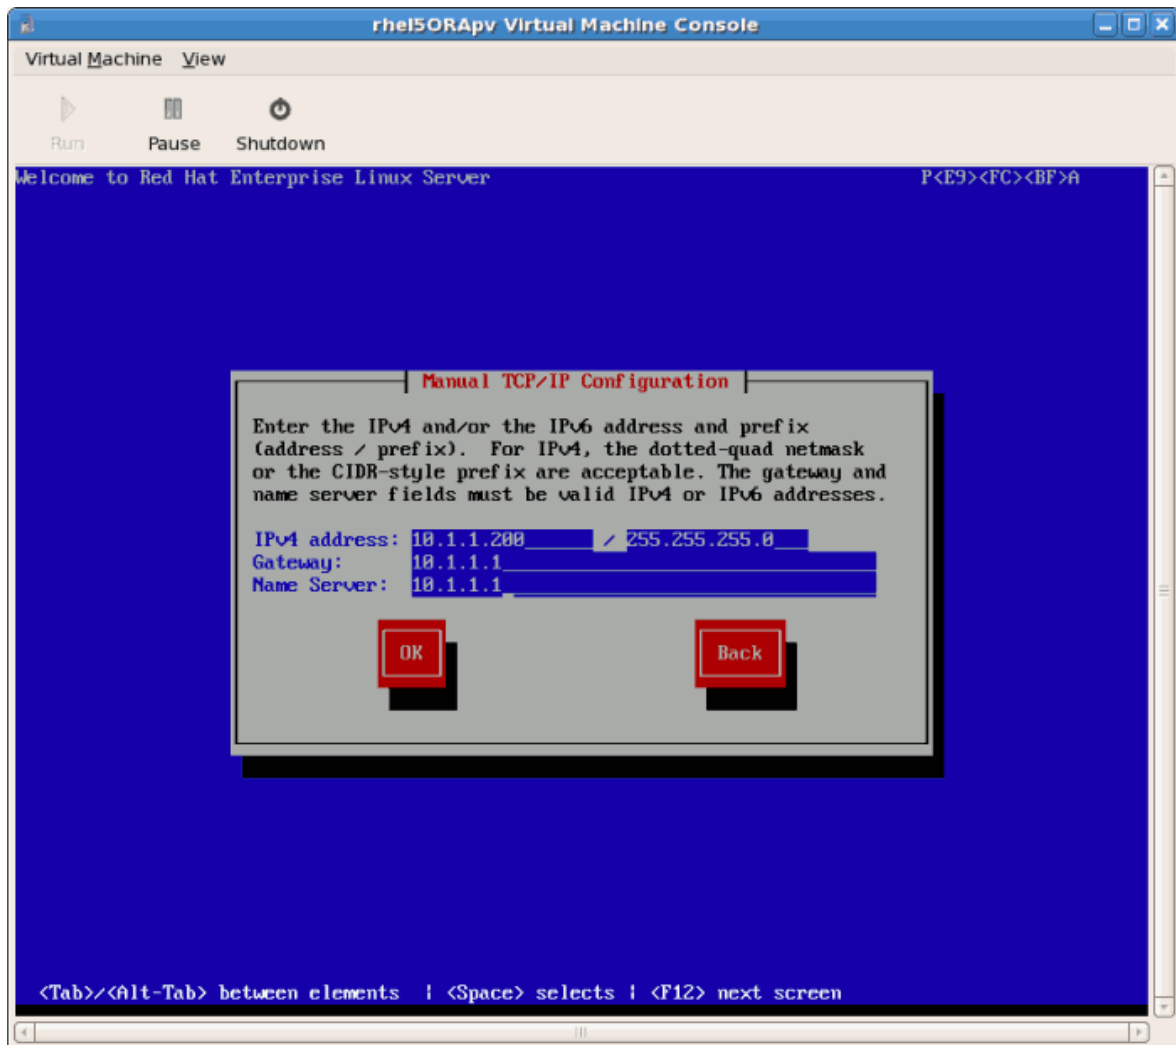 rhel5ORApv Virtual Machine Console
Virtual Machine View
Run Pause Shutdown
Welcome to Red Hat Enterprise Linux Server P<E9><FC><BF>A
Manual TCP/IP Configuration
Enter the IPv4 and/or the IPv6 address and prefix
(address / prefix). For IPv4, the dotted-quad netmask
or the CIDR-style prefix are acceptable. The gateway and
name server fields must be valid IPv4 or IPv6 addresses.
IPv4 address: 10.1.1.200______ / 255.255.255.0___
Gateway: 10.1.1.1
Name Server: 10.1.1.1
OK Back
<Tab>/<Alt-Tab> between elements | <Space> selects | <F12> next screen